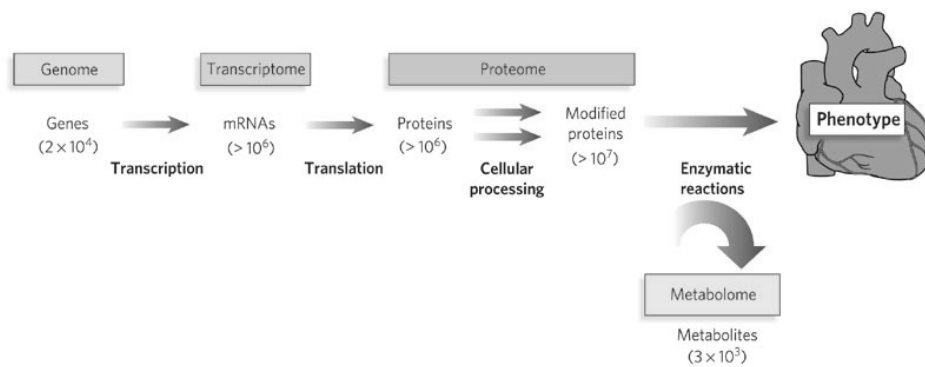 Genome
Transcriptome
Proteome
Genes
(2 × 10⁴)
mRNAs
(> 10⁶)
Proteins
(> 10⁶)
Modified
proteins
(> 10⁷)
Phenotype
Transcription
Translation
Cellular
processing
Enzymatic
reactions
Metabolome
Metabolites
(3 × 10³)